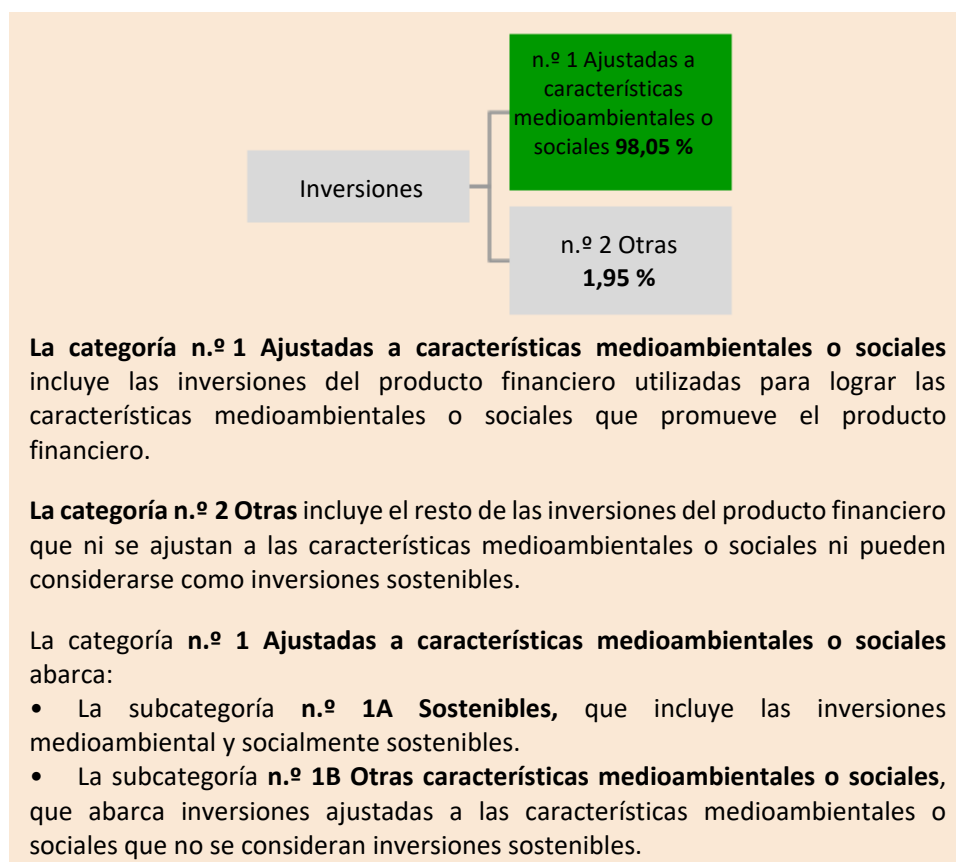 n.º 1 Ajustadas a
características
medioambientales o
sociales 98,05 %
Inversiones
n.º 2 Otras
1,95 %
La categoría n.º 1 Ajustadas a características medioambientales o sociales
incluye las inversiones del producto financiero utilizadas para lograr las
características medioambientales o sociales que promueve el producto
financiero.
La categoría n.º 2 Otras incluye el resto de las inversiones del producto financiero
que ni se ajustan a las características medioambientales o sociales ni pueden
considerarse como inversiones sostenibles.
La categoría n.º 1 Ajustadas a características medioambientales o sociales
abarca:
• La subcategoría n.º 1A Sostenibles, que incluye las inversiones
medioambiental y socialmente sostenibles.
• La subcategoría n.º 1B Otras características medioambientales o sociales,
que abarca inversiones ajustadas a las características medioambientales o
sociales que no se consideran inversiones sostenibles.